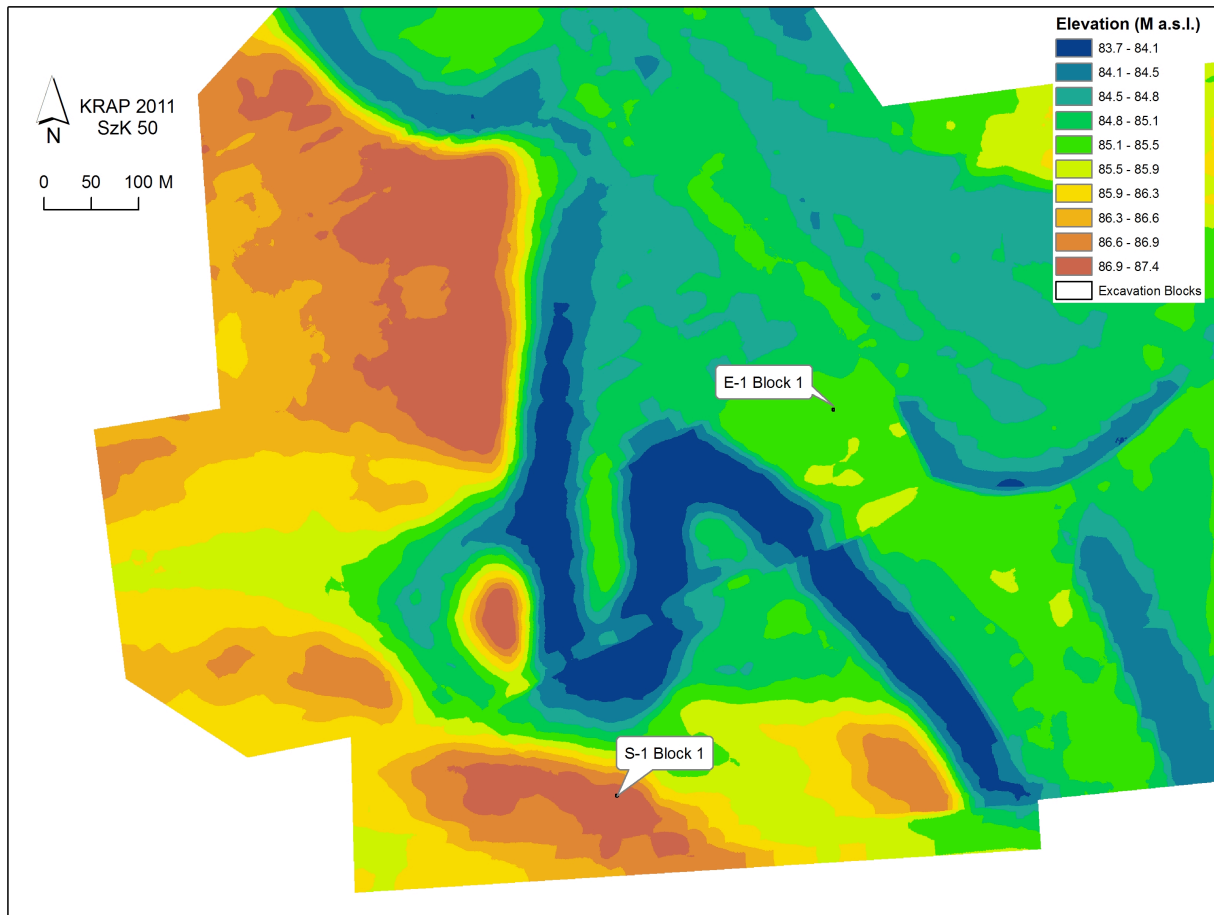 KRAP 2011
SzK 50
N
0 50 100 M
Elevation (M a.s.l.)
83.7 - 84.1
84.1 - 84.5
84.5 - 84.8
84.8 - 85.1
85.1 - 85.5
85.5 - 85.9
85.9 - 86.3
86.3 - 86.6
86.6 - 86.9
86.9 - 87.4
Excavation Blocks
E-1 Block 1
S-1 Block 1